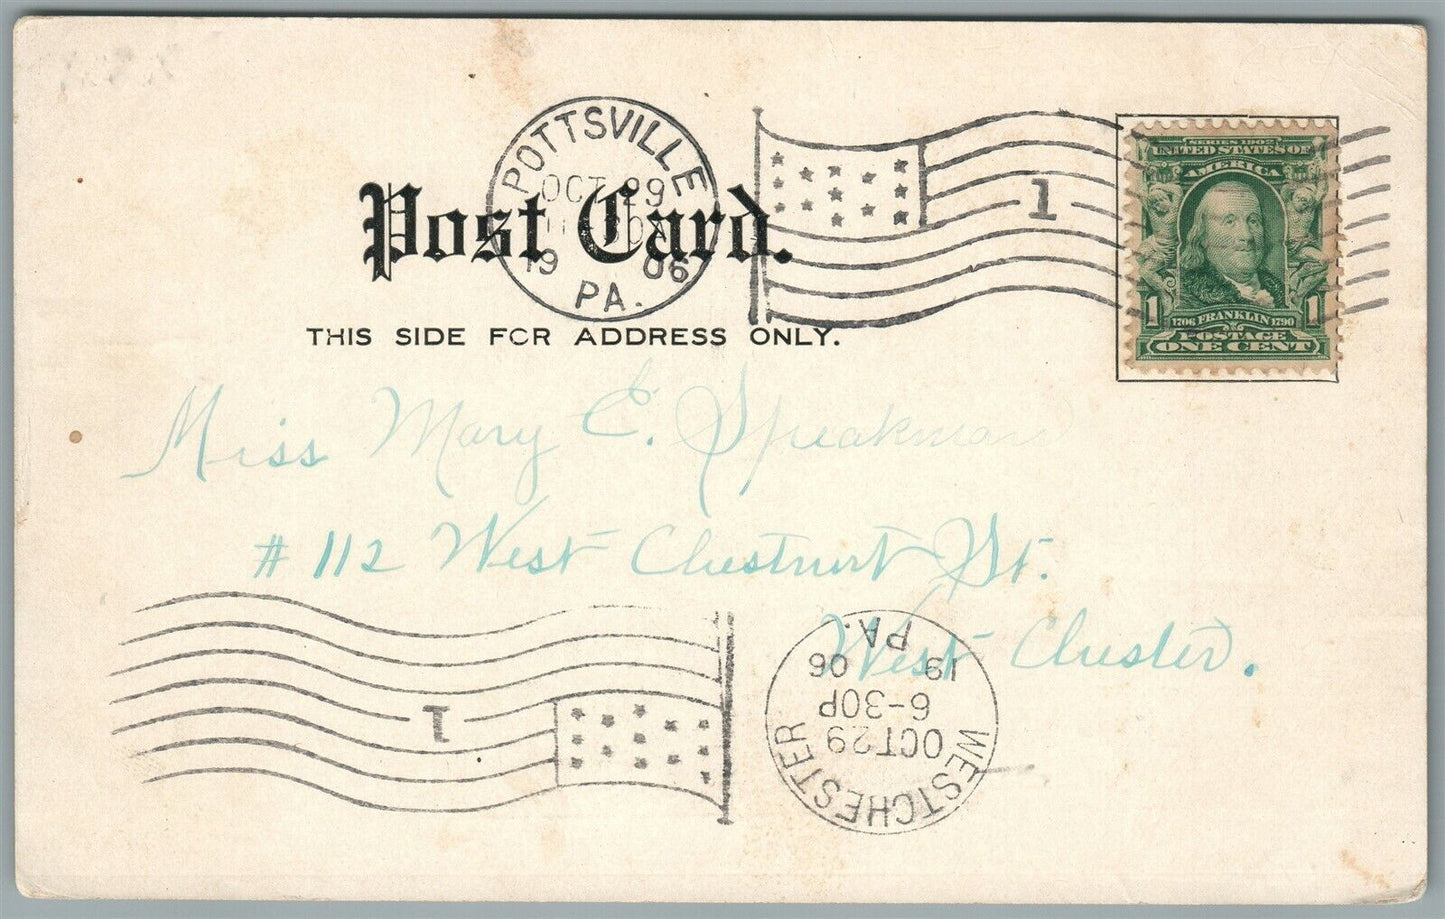 POTTSVILLE
OCT 29
19 06
PA.
1
SERIES 1902
UNITED STATES OF
AMERICA
1 1
1706 FRANKLIN 1790
POSTAGE
ONE CENT
Post Card.
THIS SIDE FOR ADDRESS ONLY.
Miss Mary E. Speakman
# 112 West Chestnut St.
West Chester.
1
WESTCHESTER
OCT 29
6-30P
19 06
PA.